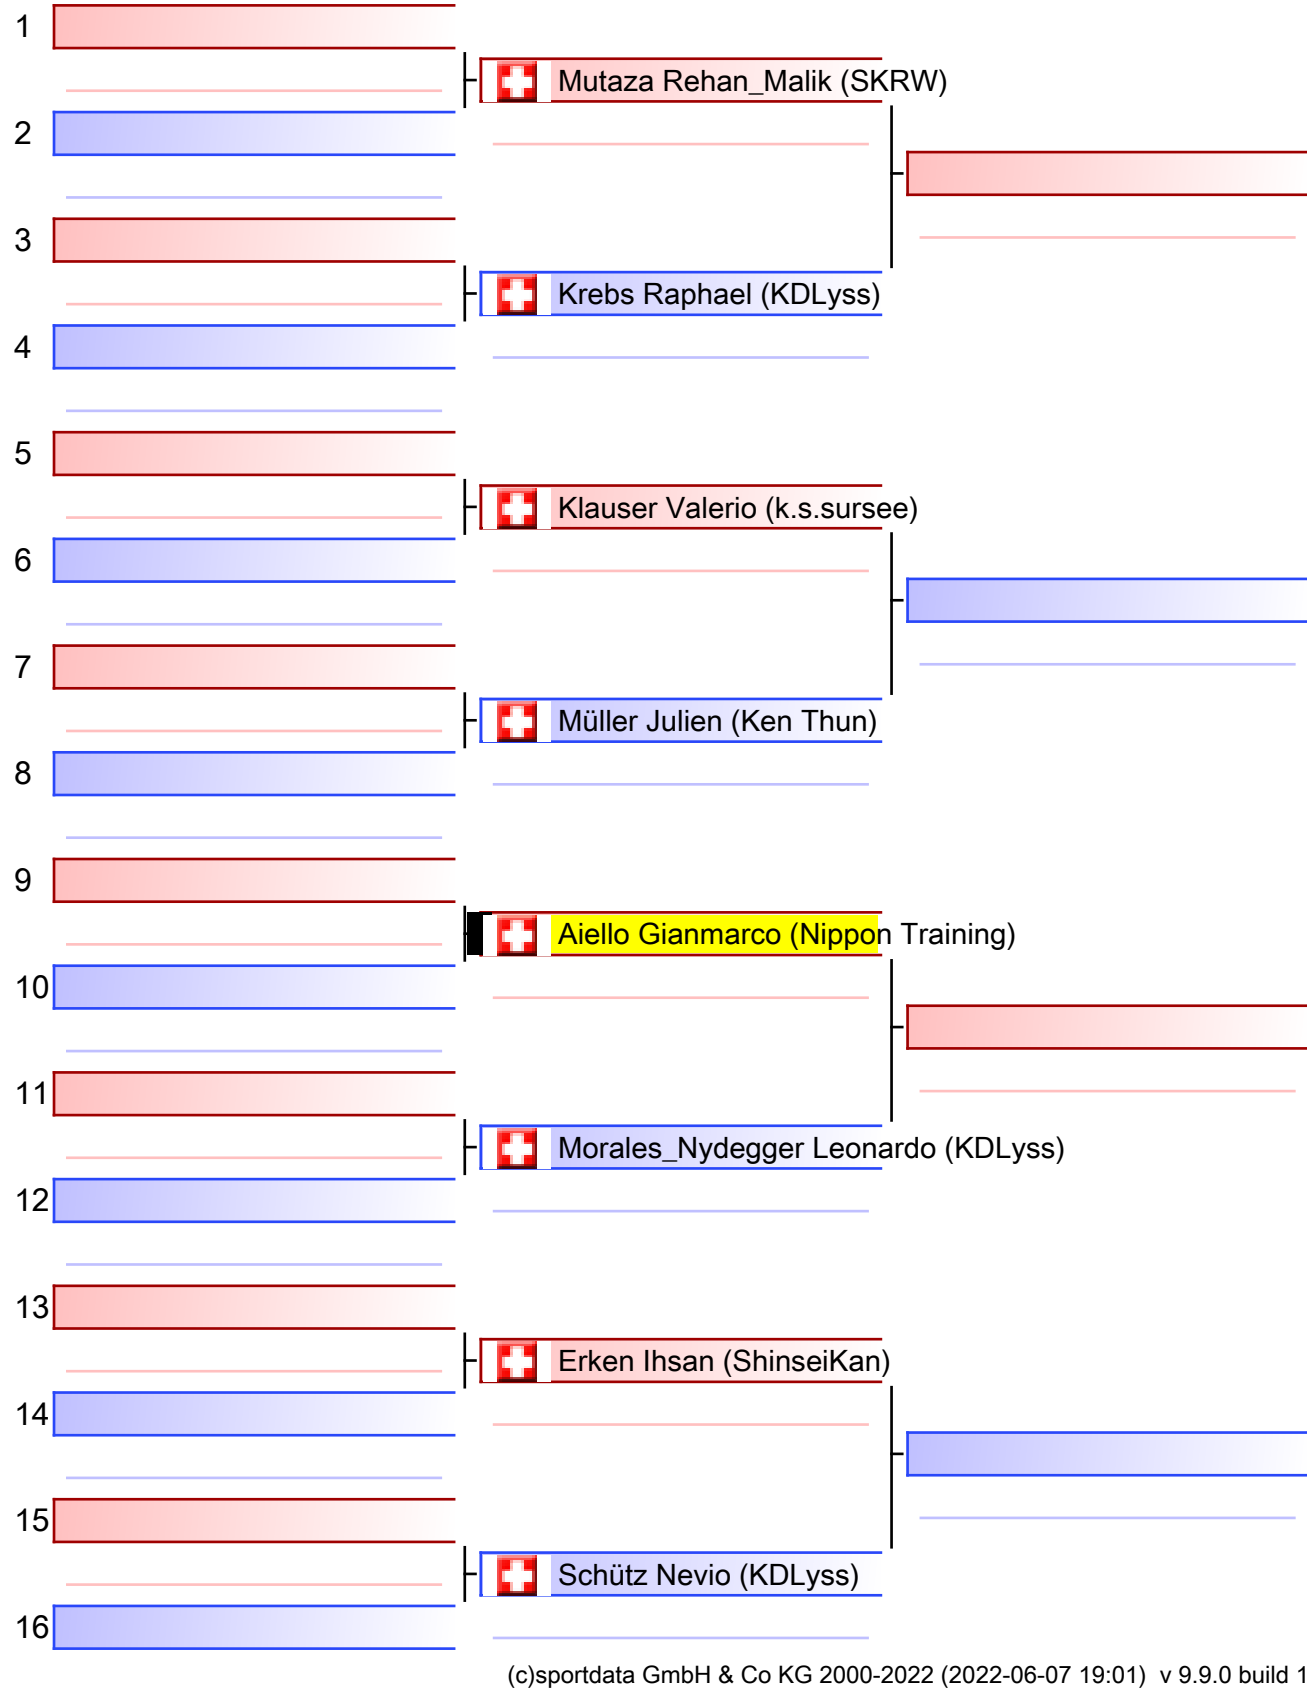 1
Mutaza Rehan_Malik (SKRW)
2
3
Krebs Raphael (KDLyss)
4
5
Klauser Valerio (k.s.sursee)
6
7
Müller Julien (Ken Thun)
8
9
Aiello Gianmarco (Nippon Training)
10
11
Morales_Nydegger Leonardo (KDLyss)
12
13
Erken Ihsan (ShinseiKan)
14
15
Schütz Nevio (KDLyss)
16
(c)sportdata GmbH & Co KG 2000-2022 (2022-06-07 19:01) v 9.9.0 build 1